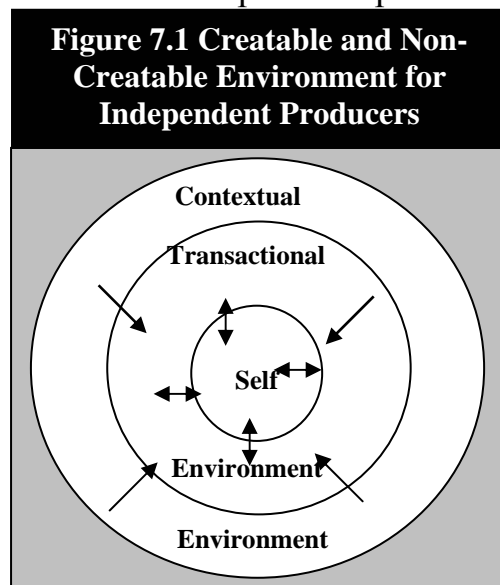 Figure 7.1 Creatable and Non-
Creatable Environment for
Independent Producers
Contextual
Transactional
Self
Environment
Environment